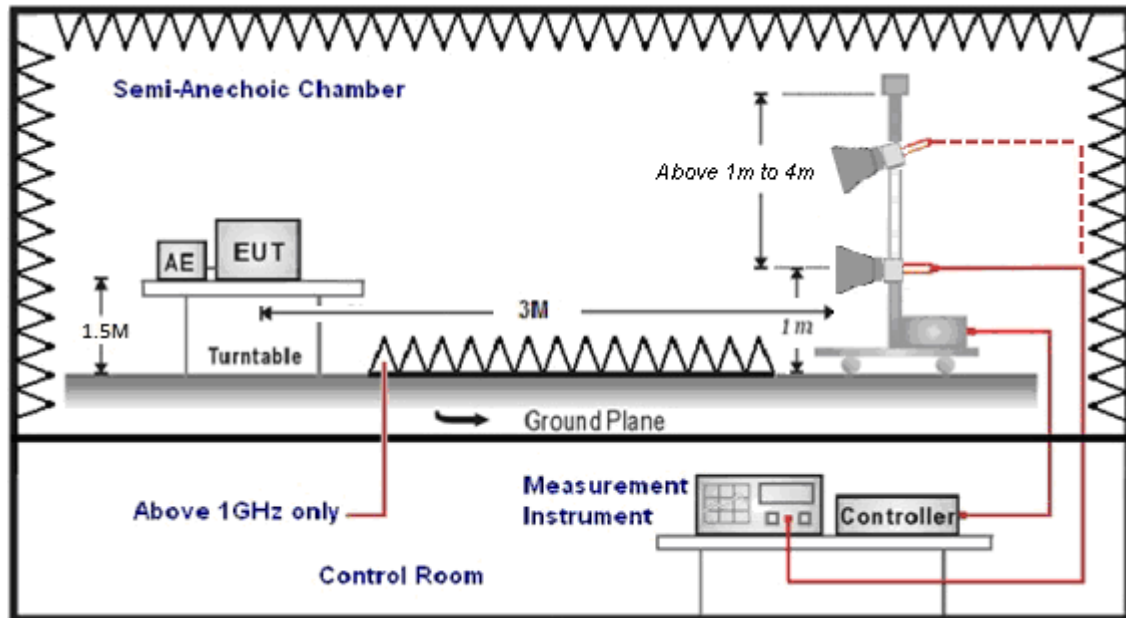 Semi-Anechoic Chamber
Above 1m to 4m
AE
EUT
3M
1m
1.5M
Turntable
Ground Plane
Above 1GHz only
Measurement
Instrument
Controller
Control Room